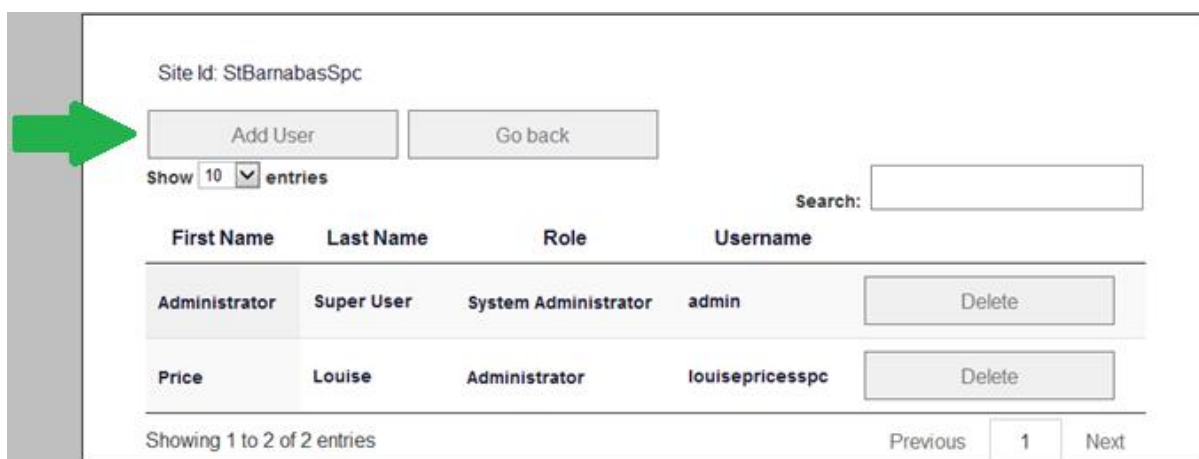 Site Id: StBarnabasSpc
Add User Go back
Show 10 entries
Search:
First Name Last Name Role Username
Administrator Super User System Administrator admin Delete
Price Louise Administrator louisepricesspc Delete
Showing 1 to 2 of 2 entries Previous 1 Next